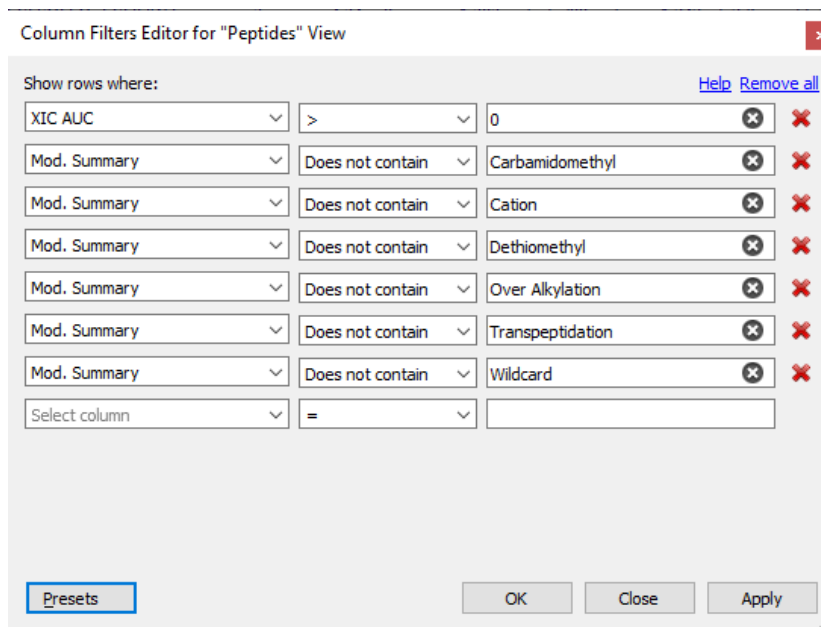 Column Filters Editor for "Peptides" View
Show rows where: Help Remove all
XIC AUC > 0
Mod. Summary Does not contain Carbamidomethyl
Mod. Summary Does not contain Cation
Mod. Summary Does not contain Dethiomethyl
Mod. Summary Does not contain Over Alkylation
Mod. Summary Does not contain Transpeptidation
Mod. Summary Does not contain Wildcard
Select column =
Presets OK Close Apply